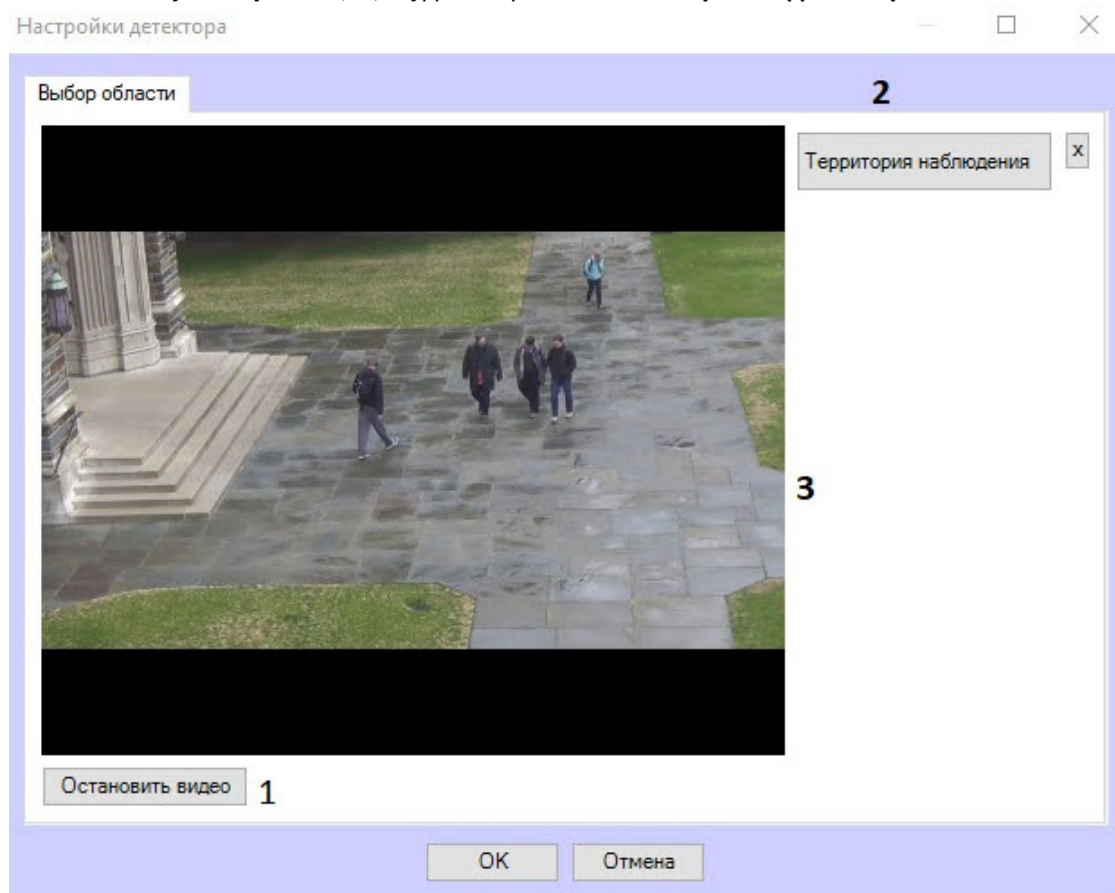 Настройки детектора
Выбор области
2
Территория наблюдения
x
3
Остановить видео
1
OK
Отмена